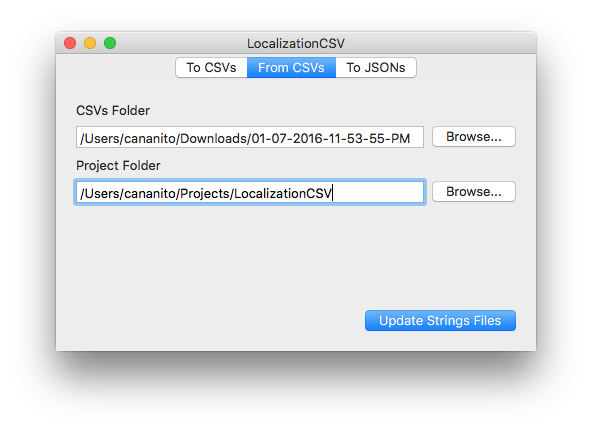 LocalizationCSV
To CSVs From CSVs To JSONs
CSVs Folder
/Users/cananito/Downloads/01-07-2016-11-53-55-PM Browse...
Project Folder
/Users/cananito/Projects/LocalizationCSV Browse...
Update Strings Files